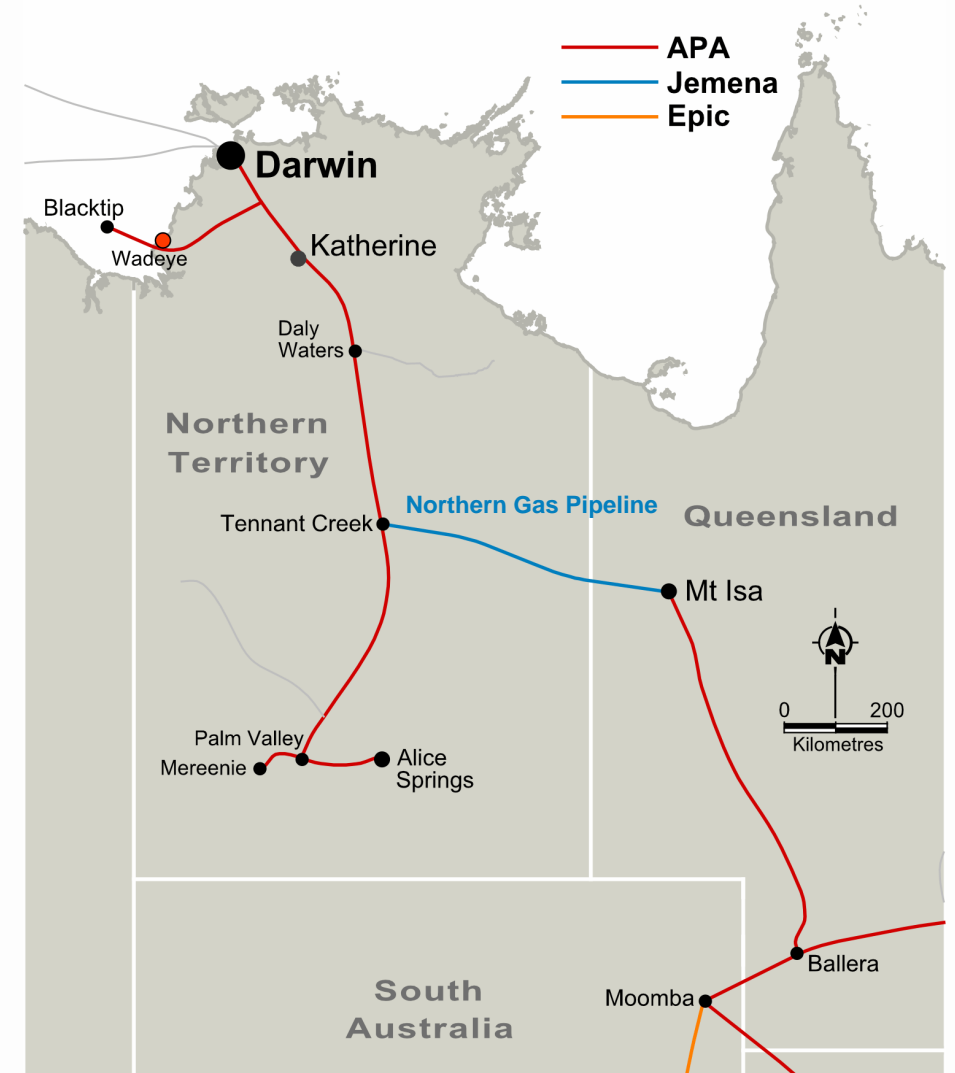 APA
Jemena
Epic
Darwin
Blacktip
Wadeye
Katherine
Daly
Waters
Northern
Territory
Northern Gas Pipeline
Queensland
Tennant Creek
Mt Isa
N
0 200
Kilometres
Palm Valley
Mereenie
Alice
Springs
Ballera
South
Australia
Moomba